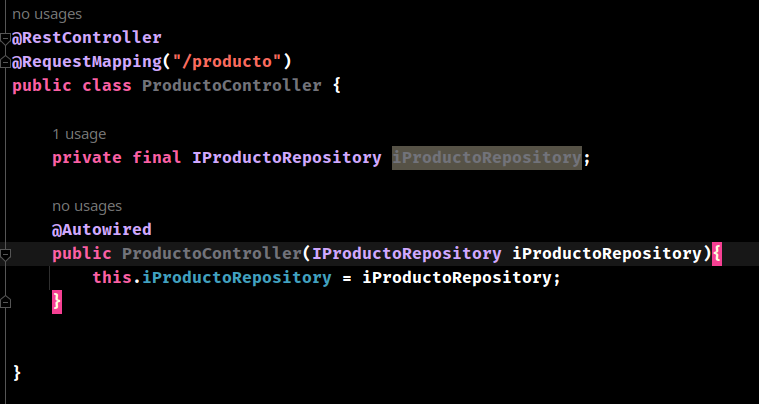 no usages
@RestController
@RequestMapping("/producto")
public class ProductoController {
1 usage
private final IProductoRepository iProductoRepository;
no usages
@Autowired
public ProductoController(IProductoRepository iProductoRepository){
this.iProductoRepository = iProductoRepository;
}
}